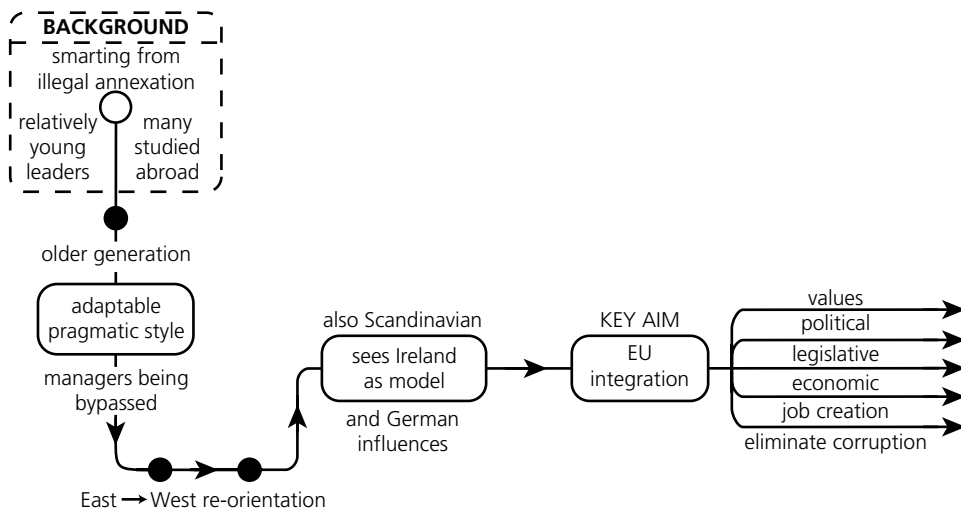 BACKGROUND
smarting from
illegal annexation
relatively
young
leaders
many
studied
abroad
older generation
adaptable
pragmatic style
managers being
bypassed
East → West re-orientation
also Scandinavian
sees Ireland
as model
and German
influences
KEY AIM
EU
integration
values
political
legislative
economic
job creation
eliminate corruption